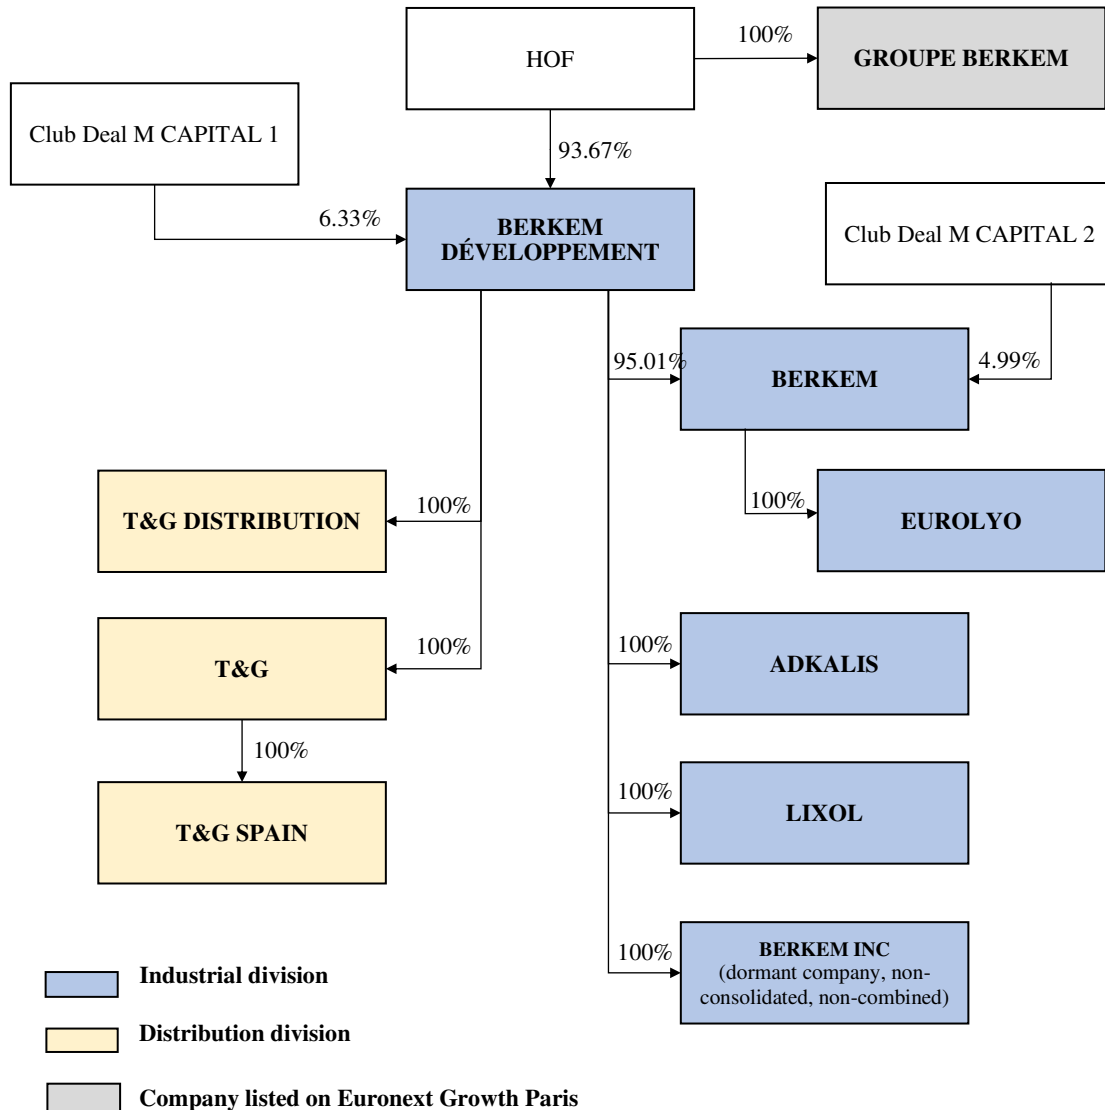 100%
HOF
GROUPE BERKEM
Club Deal M CAPITAL 1
93.67%
6.33%
BERKEM
DÉVELOPPEMENT
Club Deal M CAPITAL 2
95.01%
BERKEM
4.99%
T&G DISTRIBUTION
100%
100%
EUROLYO
T&G
100%
100%
ADKALIS
100%
T&G SPAIN
100%
LIXOL
100%
BERKEM INC
(dormant company, non-
consolidated, non-combined)
Industrial division
Distribution division
Company listed on Euronext Growth Paris